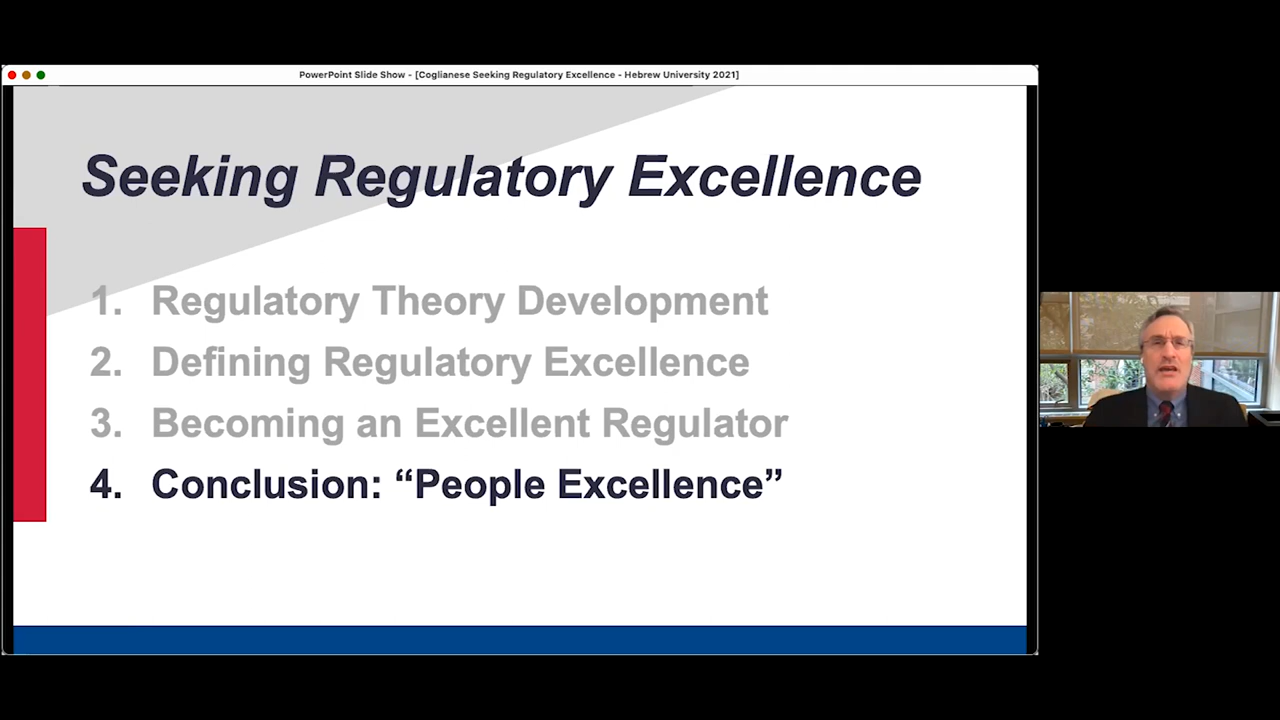 PowerPoint Slide Show - [Coglianese Seeking Regulatory Excellence - Hebrew University 2021]
Seeking Regulatory Excellence
1. Regulatory Theory Development
2. Defining Regulatory Excellence
3. Becoming an Excellent Regulator
4. Conclusion: “People Excellence”